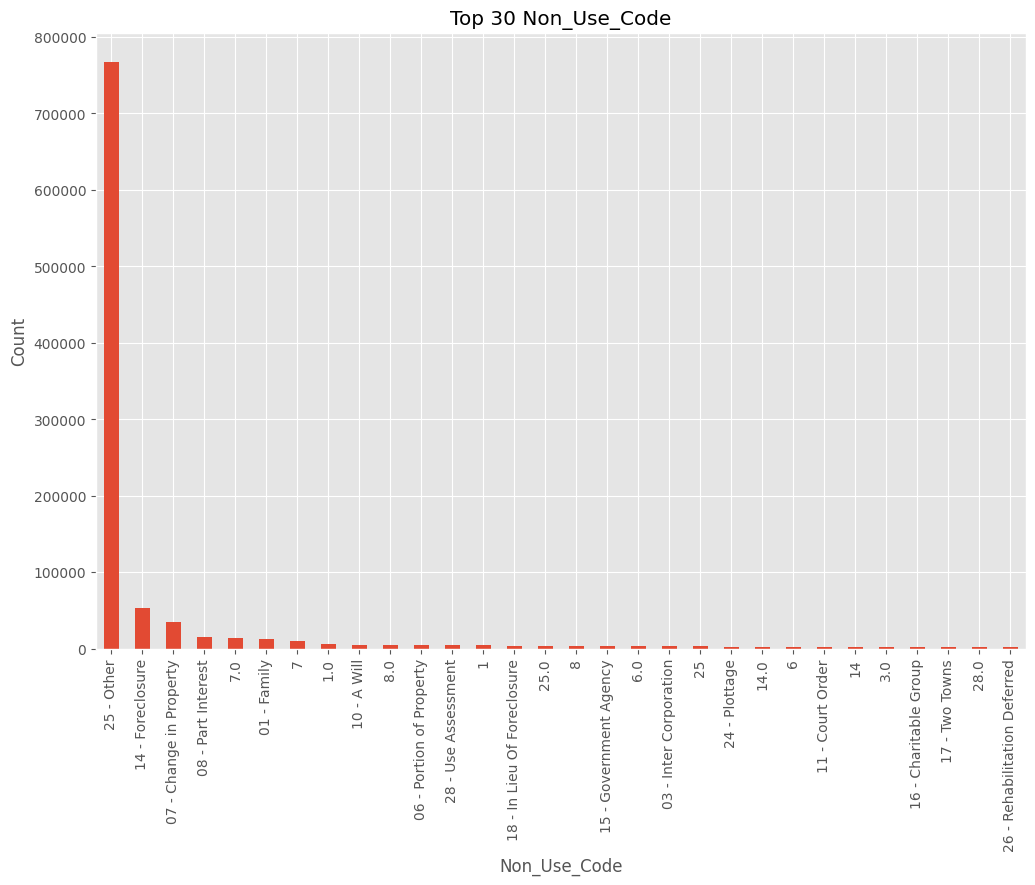 Top 30 Non_Use_Code
800000
700000
600000
500000
400000
300000
200000
100000
0
Count
25 - Other
14 - Foreclosure
07 - Change in Property
08 - Part Interest
7.0
01 - Family
7
1.0
10 - A Will
8.0
06 - Portion of Property
28 - Use Assessment
1
18 - In Lieu Of Foreclosure
25.0
8
15 - Government Agency
6.0
03 - Inter Corporation
25
24 - Plottage
14.0
6
11 - Court Order
14
3.0
16 - Charitable Group
17 - Two Towns
28.0
26 - Rehabilitation Deferred
Non_Use_Code